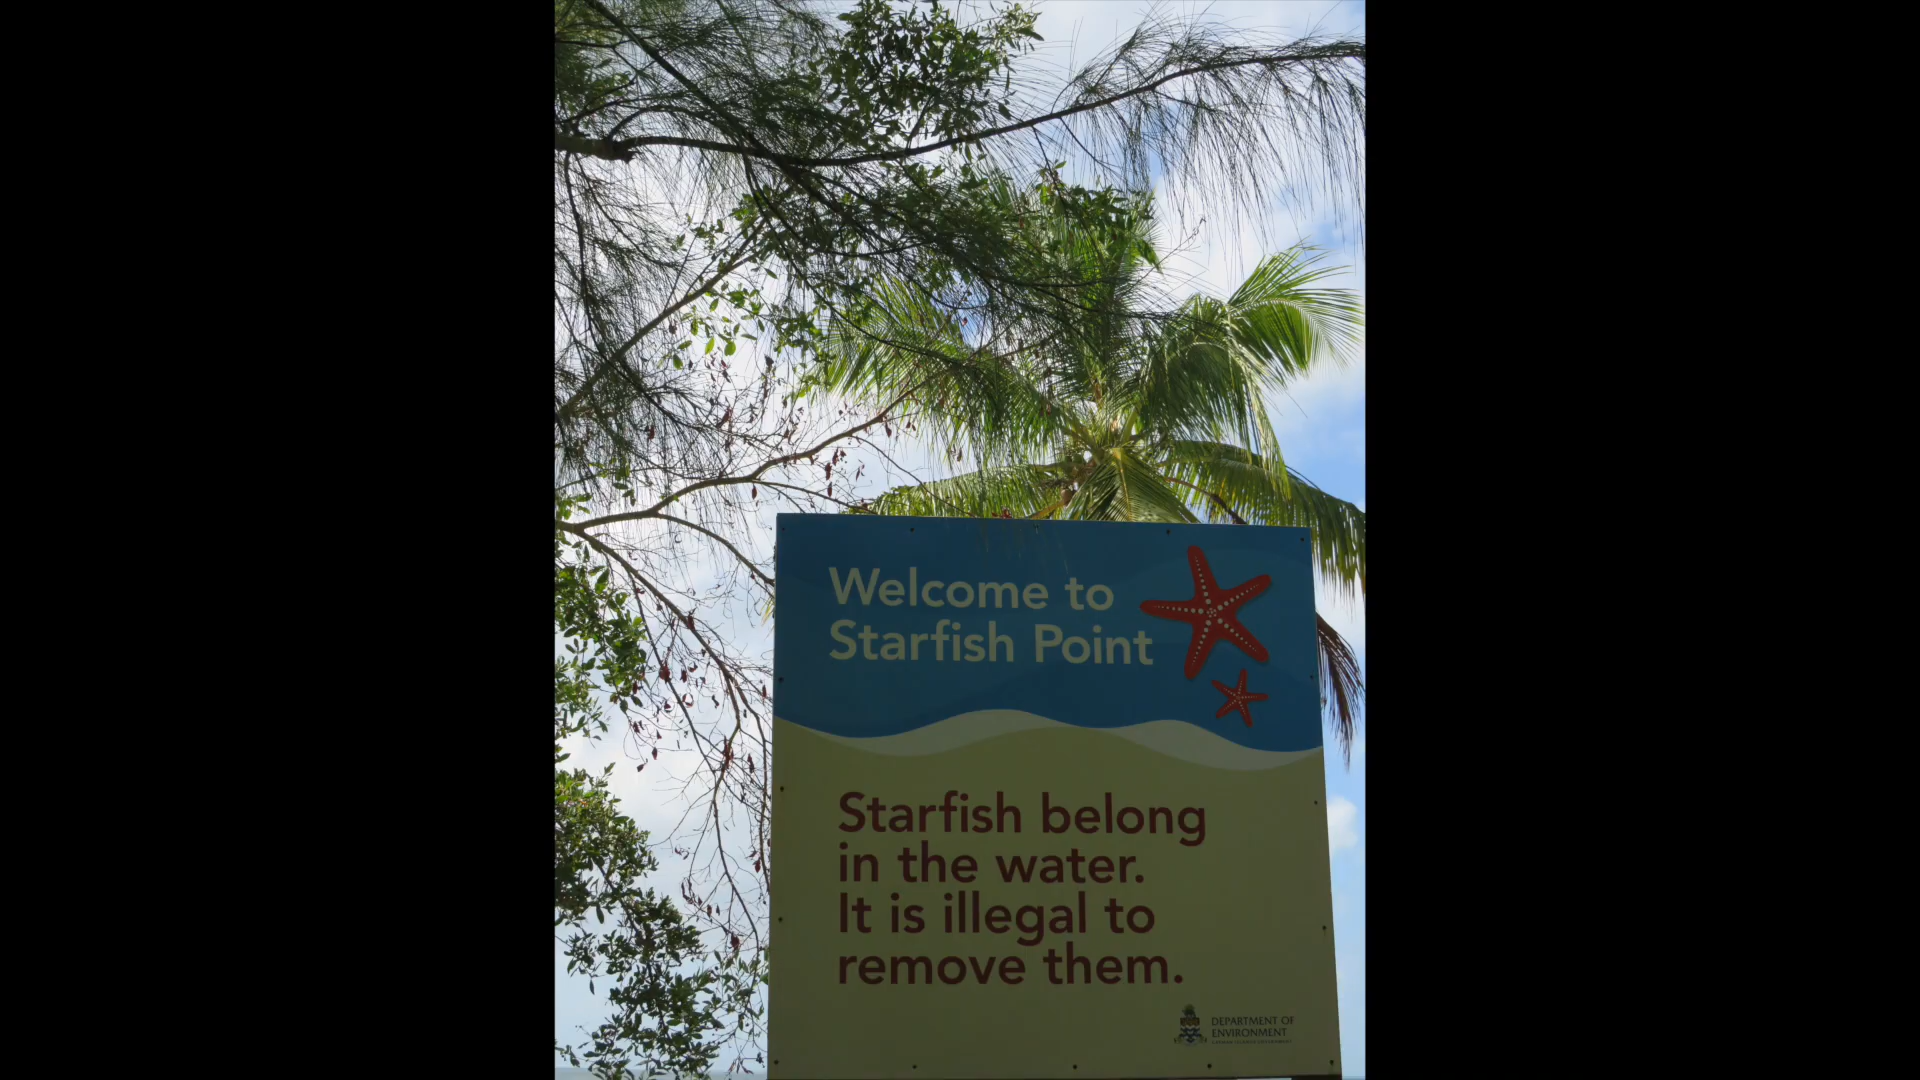 Welcome to
Starfish Point
Starfish belong
in the water.
It is illegal to
remove them.
DEPARTMENT OF
ENVIRONMENT